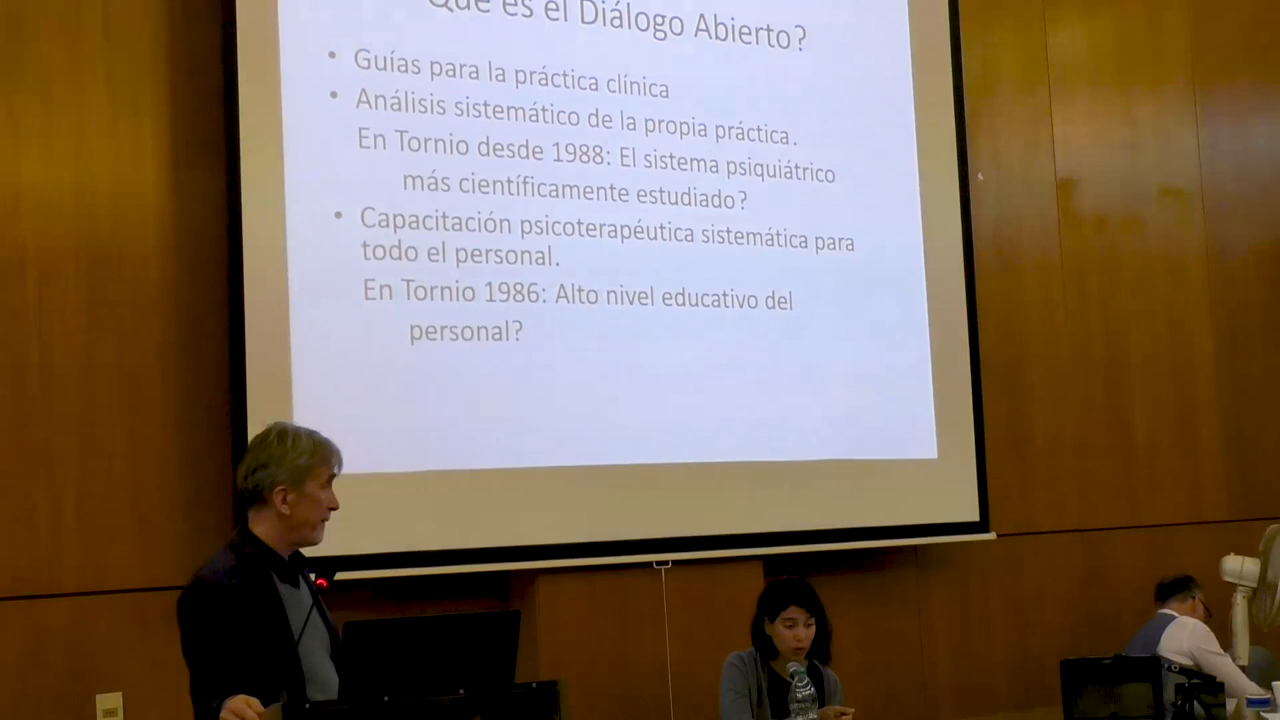 Qué es el Diálogo Abierto?
• Guías para la práctica clínica
• Análisis sistemático de la propia práctica.
En Tornio desde 1988: El sistema psiquiátrico
más científicamente estudiado?
• Capacitación psicoterapéutica sistemática para
todo el personal.
En Tornio 1986: Alto nivel educativo del
personal?